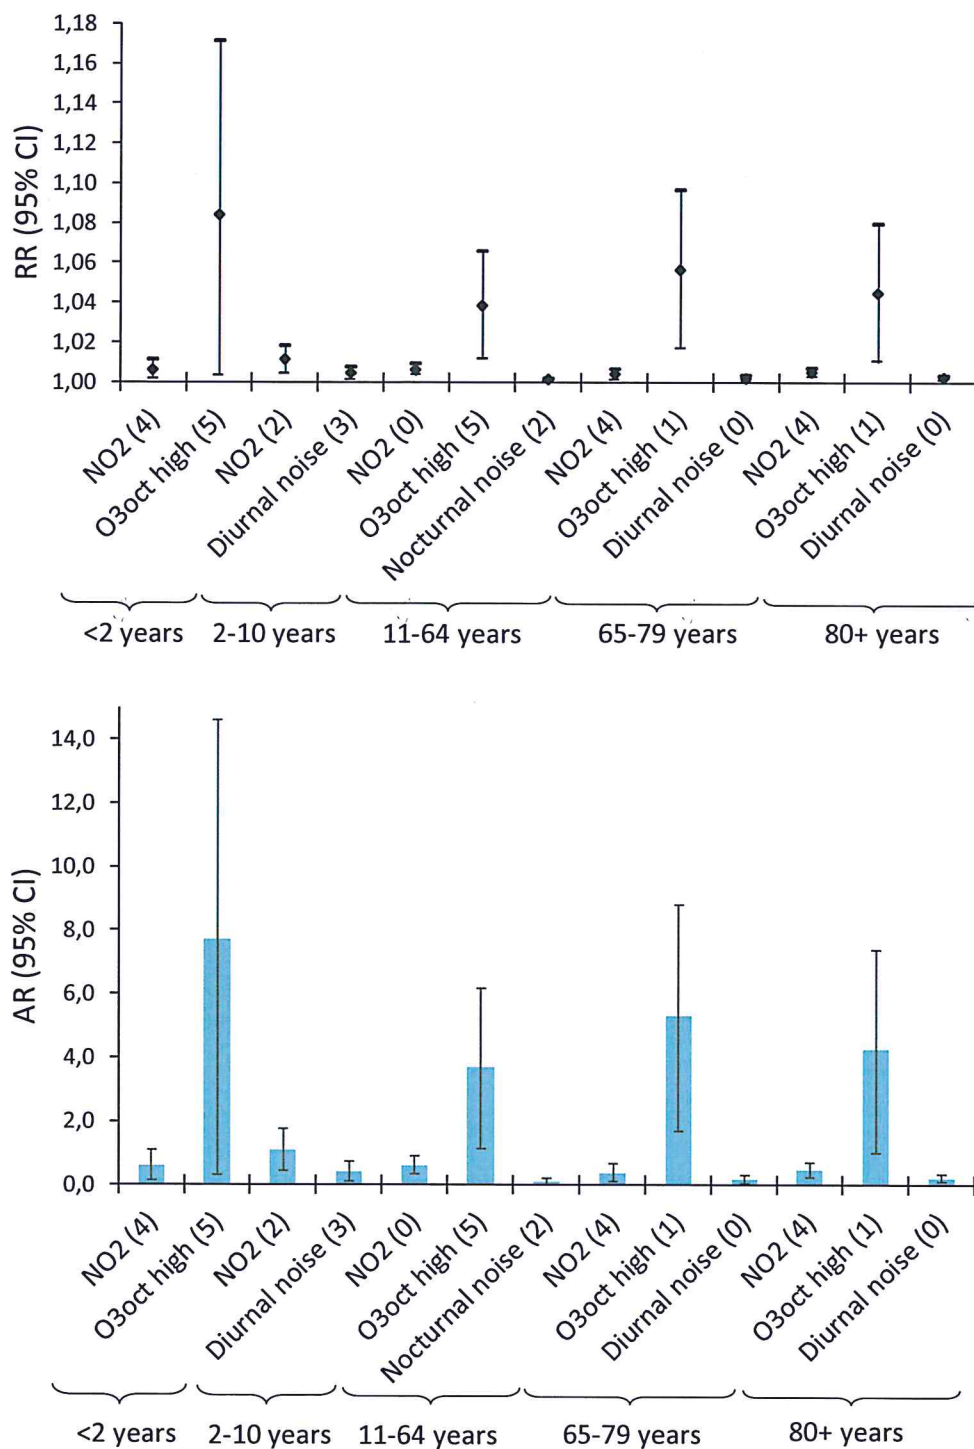 RR (95% CI)
1,18
1,16
1,14
1,12
1,10
1,08
1,06
1,04
1,02
1,00
NO2 (4)
O3oct high (5)
NO2 (2)
Diurnal noise (3)
NO2 (0)
O3oct high (5)
Nocturnal noise (2)
NO2 (4)
O3oct high (1)
Diurnal noise (0)
NO2 (4)
O3oct high (1)
Diurnal noise (0)
<2 years
2-10 years
11-64 years
65-79 years
80+ years
AR (95% CI)
14,0
12,0
10,0
8,0
6,0
4,0
2,0
0,0
NO2 (4)
O3oct high (5)
NO2 (2)
Diurnal noise (3)
NO2 (0)
O3oct high (5)
Nocturnal noise (2)
NO2 (4)
O3oct high (1)
Diurnal noise (0)
NO2 (4)
O3oct high (1)
Diurnal noise (0)
<2 years
2-10 years
11-64 years
65-79 years
80+ years